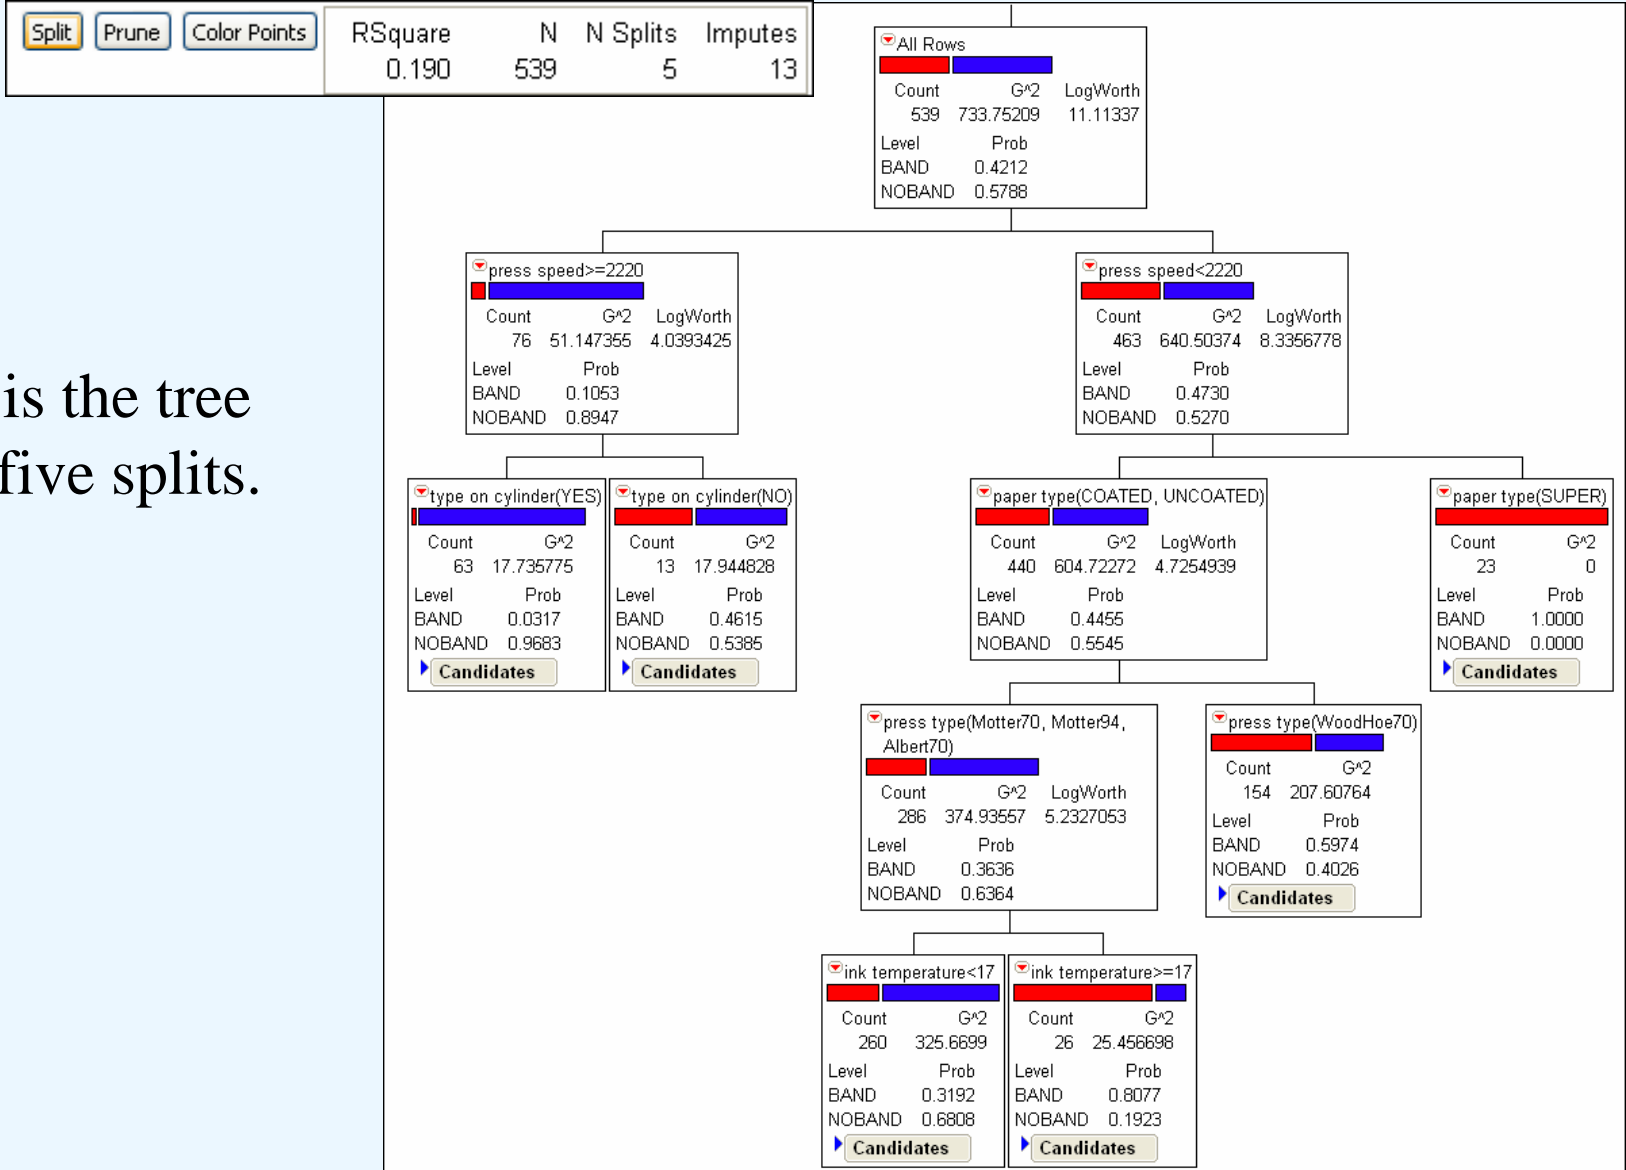 Split Prune Color Points
RSquare N N Splits Imputes
0.190 539 5 13
is the tree
five splits.
All Rows
Count G^2 LogWorth
539 733.75209 11.11337
Level Prob
BAND 0.4212
NOBAND 0.5788
press speed>=2220
Count G^2 LogWorth
76 51.147355 4.0393425
Level Prob
BAND 0.1053
NOBAND 0.8947
press speed<2220
Count G^2 LogWorth
463 640.50374 8.3356778
Level Prob
BAND 0.4730
NOBAND 0.5270
type on cylinder(YES)
Count G^2
63 17.735775
Level Prob
BAND 0.0317
NOBAND 0.9683
Candidates
type on cylinder(NO)
Count G^2
13 17.944828
Level Prob
BAND 0.4615
NOBAND 0.5385
Candidates
paper type(COATED, UNCOATED)
Count G^2 LogWorth
440 604.72272 4.7254939
Level Prob
BAND 0.4455
NOBAND 0.5545
paper type(SUPER)
Count G^2
23 0
Level Prob
BAND 1.0000
NOBAND 0.0000
Candidates
press type(Motter70, Motter94,
Albert70)
Count G^2 LogWorth
286 374.93557 5.2327053
Level Prob
BAND 0.3636
NOBAND 0.6364
press type(WoodHoe70)
Count G^2
154 207.60764
Level Prob
BAND 0.5974
NOBAND 0.4026
Candidates
ink temperature<17
Count G^2
260 325.6699
Level Prob
BAND 0.3192
NOBAND 0.6808
Candidates
ink temperature>=17
Count G^2
26 25.456698
Level Prob
BAND 0.8077
NOBAND 0.1923
Candidates